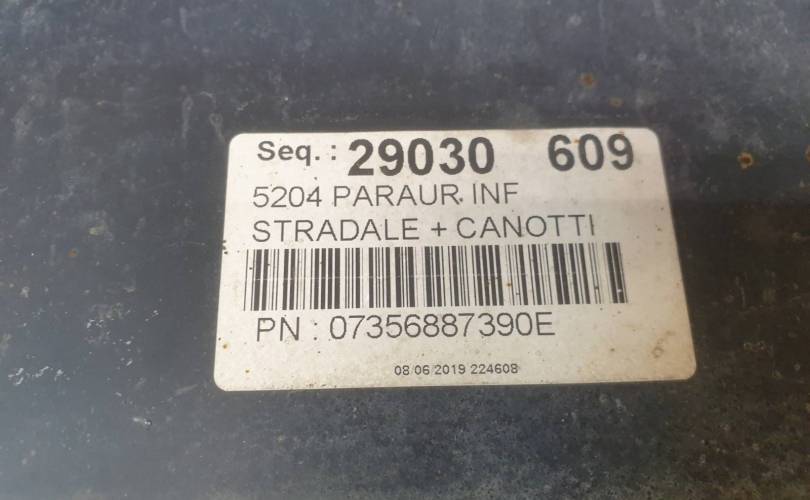 Seq. : 29030 609
5204 PARAUR. INF
STRADALE + CANOTTI
PN : 07356887390E
08 06 2019 224608